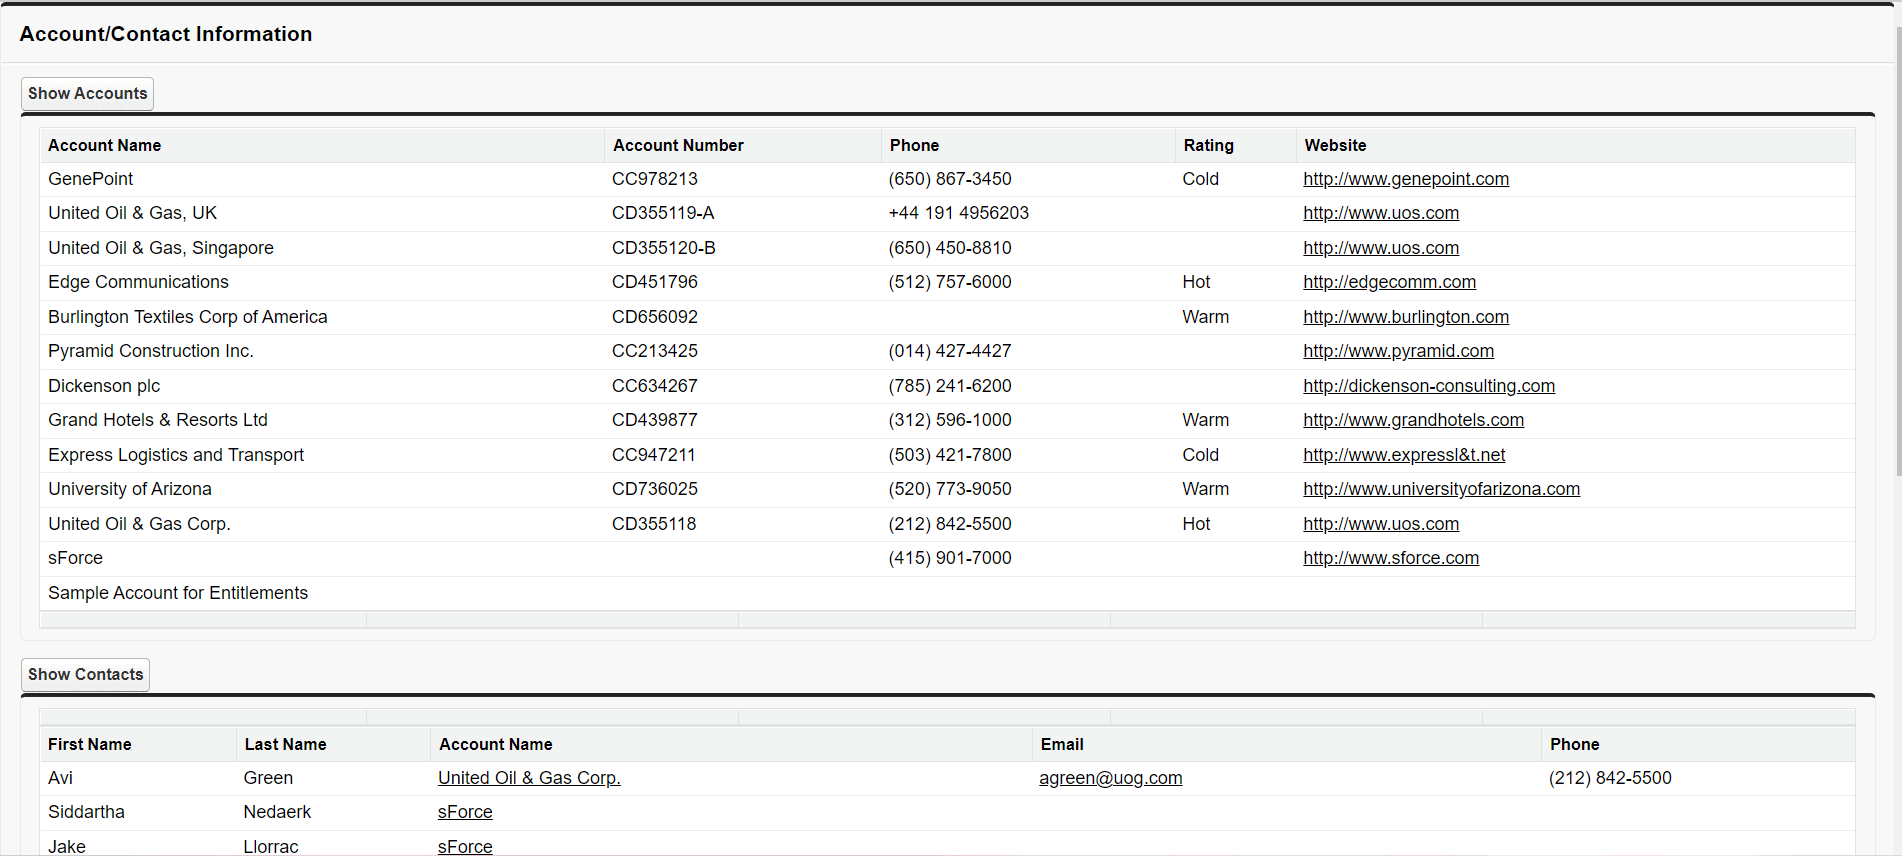 Account/Contact Information
Show Accounts
Account Name Account Number Phone Rating Website
GenePoint CC978213 (650) 867-3450 Cold http://www.genepoint.com
United Oil & Gas, UK CD355119-A +44 191 4956203 http://www.uos.com
United Oil & Gas, Singapore CD355120-B (650) 450-8810 http://www.uos.com
Edge Communications CD451796 (512) 757-6000 Hot http://edgecomm.com
Burlington Textiles Corp of America CD656092 Warm http://www.burlington.com
Pyramid Construction Inc. CC213425 (014) 427-4427 http://www.pyramid.com
Dickenson plc CC634267 (785) 241-6200 http://dickenson-consulting.com
Grand Hotels & Resorts Ltd CD439877 (312) 596-1000 Warm http://www.grandhotels.com
Express Logistics and Transport CC947211 (503) 421-7800 Cold http://www.expressl&t.net
University of Arizona CD736025 (520) 773-9050 Warm http://www.universityofarizona.com
United Oil & Gas Corp. CD355118 (212) 842-5500 Hot http://www.uos.com
sForce (415) 901-7000 http://www.sforce.com
Sample Account for Entitlements
Show Contacts
First Name Last Name Account Name Email Phone
Avi Green United Oil & Gas Corp. agreen@uog.com (212) 842-5500
Siddartha Nedaerk sForce
Jake Llorrac sForce